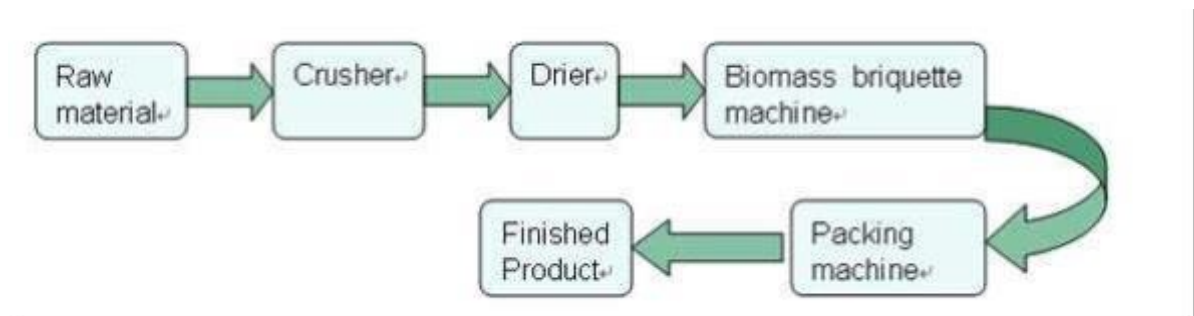 Raw
material↵
Crusher↵
Drier↵
Biomass briquette
machine↵
Packing
machine↵
Finished
Product↵